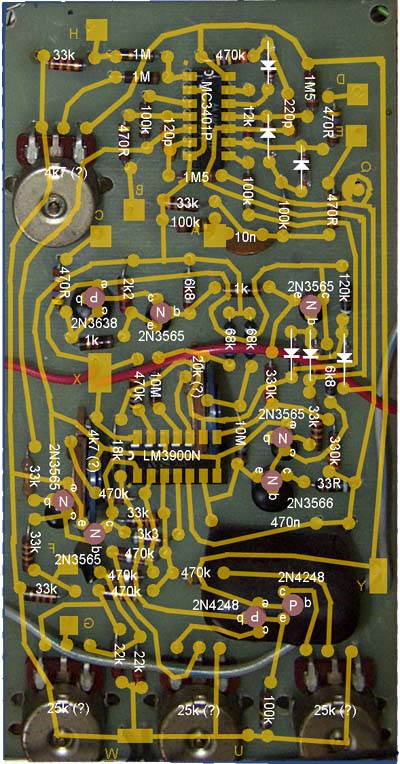 H
33k
1M
1M
470k
1M5
D
MC3401P
100k
120p
12k
220p
470R
470R
E
4k7 (?)
1M5
Q
B
100k
100k
470R
33k
100k
C
A
10n
470R
e
P
b
c
2k2
c
N
b
e
6k8
1k
c
N
b
e
2N3565
120k
2N3638
2N3565
1k
68k
68k
X
470k
10M
20n (?)
330k
6k8
2N3565
33k
c
N
b
e
4k7 (?)
18k
LM3900N
10M
330k
2N3565
33k
470k
c
N
b
e
33R
2N3566
c
N
b
e
33k
470n
33k
c
e
N
b
3k3
2N3565
470k
F
470k
470k
470k
33k
2N4248
Y
2N4248
e
P
b
c
e
P
b
c
G
22k
22k
100k
25k (?)
25k (?)
25k (?)
W
U